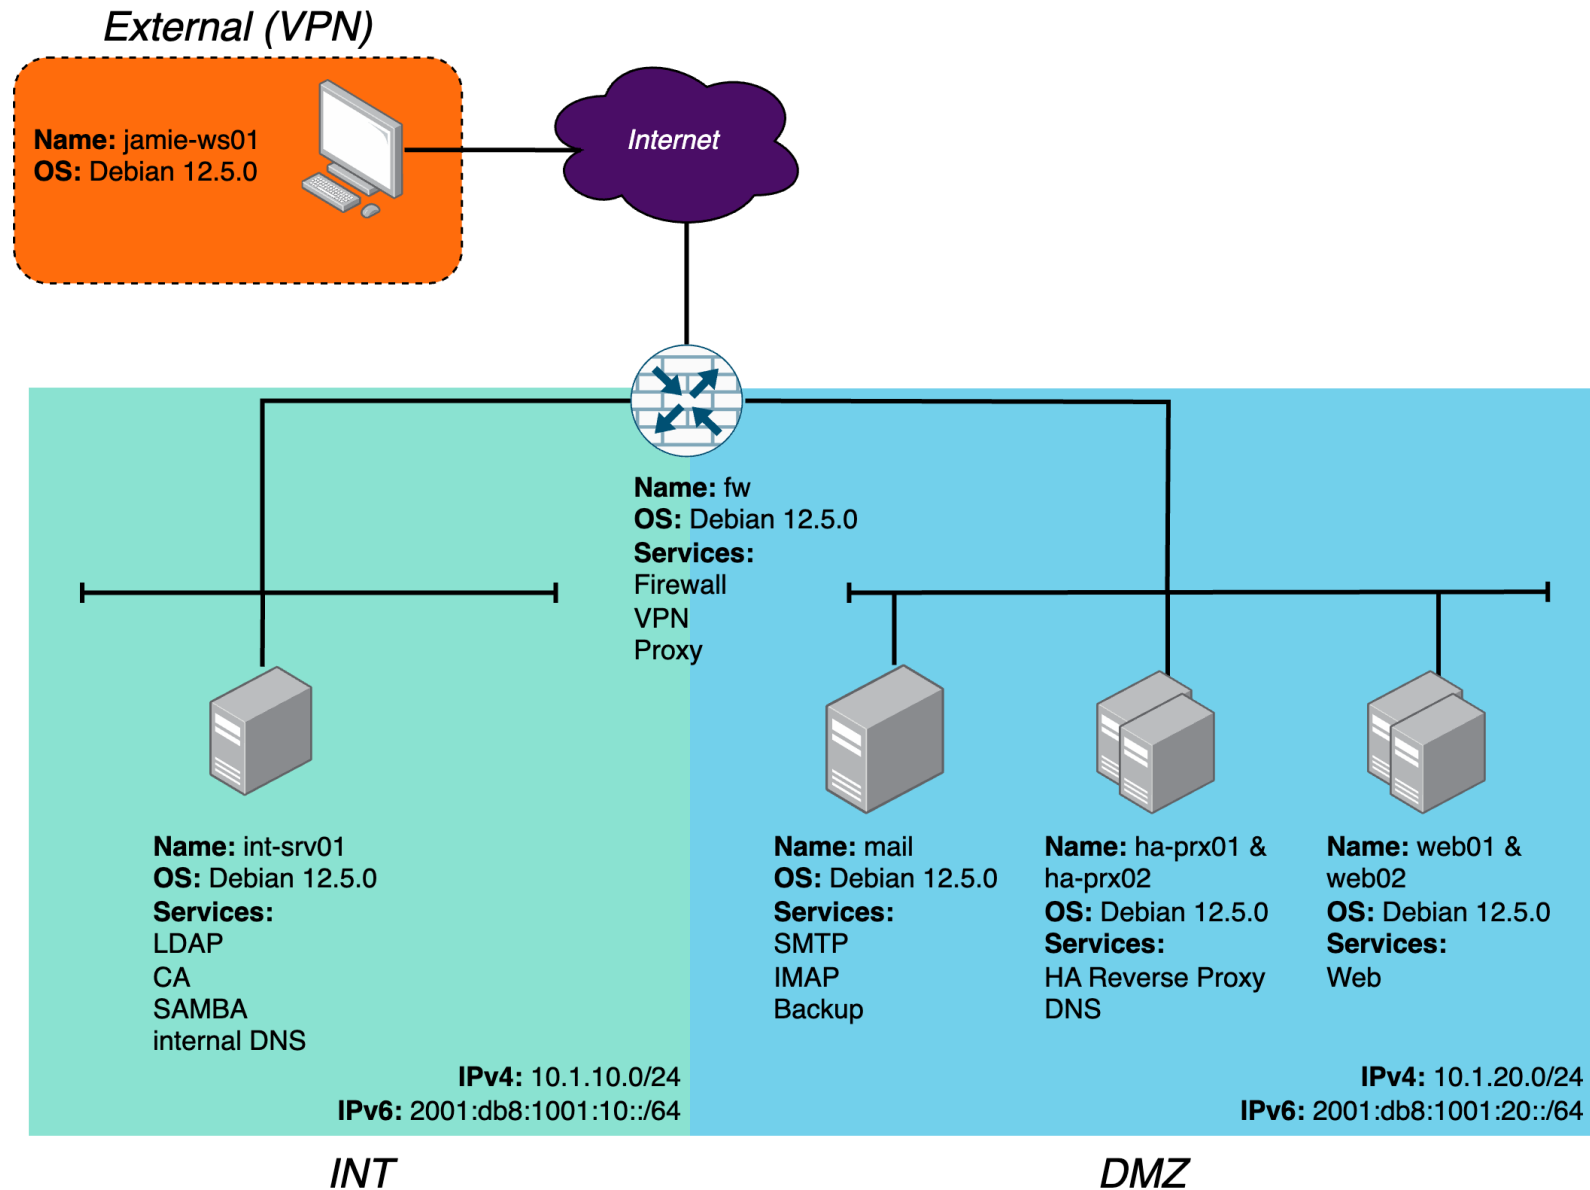 External (VPN)
Name: jamie-ws01
OS: Debian 12.5.0
Internet
Name: fw
OS: Debian 12.5.0
Services:
Firewall
VPN
Proxy
Name: int-srv01
OS: Debian 12.5.0
Services:
LDAP
CA
SAMBA
internal DNS
IPv4: 10.1.10.0/24
IPv6: 2001:db8:1001:10::/64
INT
Name: mail
OS: Debian 12.5.0
Services:
SMTP
IMAP
Backup
Name: ha-prx01 &
ha-prx02
OS: Debian 12.5.0
Services:
HA Reverse Proxy
DNS
Name: web01 &
web02
OS: Debian 12.5.0
Services:
Web
IPv4: 10.1.20.0/24
IPv6: 2001:db8:1001:20::/64
DMZ